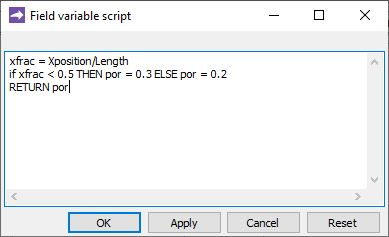 Field variable script
xfrac = Xposition/Length
if xfrac < 0.5 THEN por = 0.3 ELSE por = 0.2
RETURN por
OK
Apply
Cancel
Reset